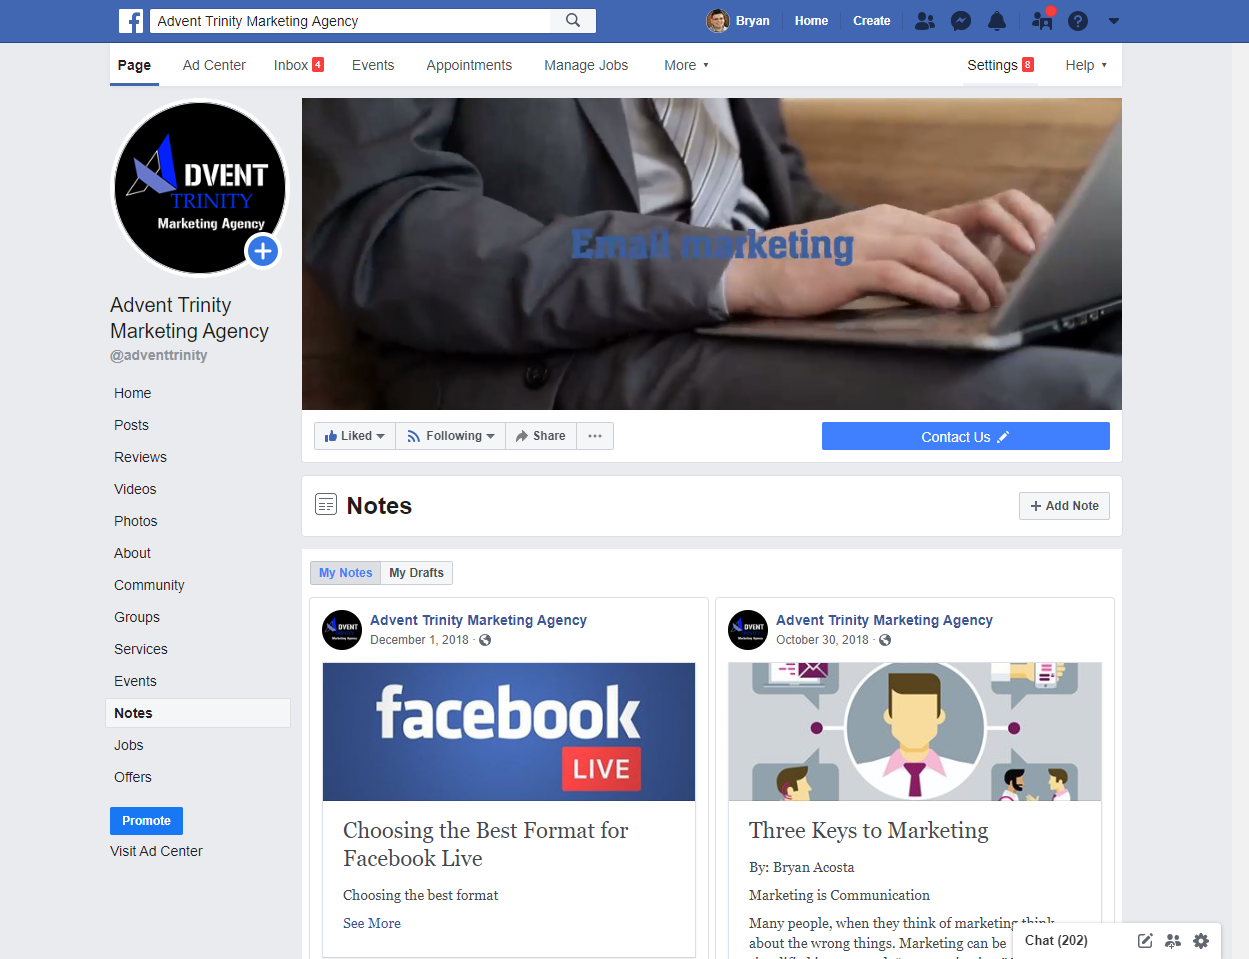 Advent Trinity Marketing Agency
Bryan Home Create
Page Ad Center Inbox 4 Events Appointments Manage Jobs More Settings 8 Help
DVENT
TRINITY
Marketing Agency
Email marketing
Advent Trinity
Marketing Agency
@adventtrinity
Home
Posts
Reviews
Videos
Photos
About
Community
Groups
Services
Events
Notes
Jobs
Offers
Promote
Visit Ad Center
Liked Following Share ... Contact Us
Notes
+ Add Note
My Notes My Drafts
DVENT
Marketing Agency
Advent Trinity Marketing Agency
December 1, 2018 ·
facebook
LIVE
Choosing the Best Format for
Facebook Live
Choosing the best format
See More
DVENT
Marketing Agency
Advent Trinity Marketing Agency
October 30, 2018 ·
Three Keys to Marketing
By: Bryan Acosta
Marketing is Communication
Many people, when they think of marketing think
about the wrong things. Marketing can be
Chat (202)